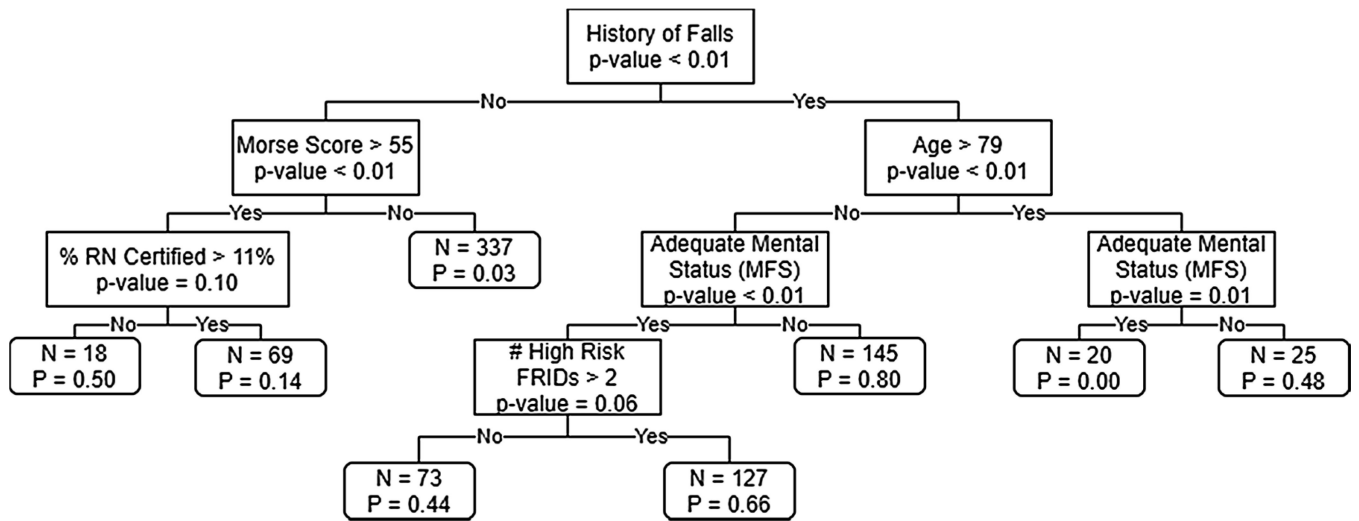 History of Falls
p-value < 0.01
No
Yes
Morse Score > 55
p-value < 0.01
Age > 79
p-value < 0.01
Yes
No
No
Yes
% RN Certified > 11%
p-value = 0.10
N = 337
P = 0.03
Adequate Mental
Status (MFS)
p-value < 0.01
Adequate Mental
Status (MFS)
p-value = 0.01
No
Yes
Yes
No
Yes
No
N = 18
P = 0.50
N = 69
P = 0.14
# High Risk
FRIDs > 2
p-value = 0.06
N = 145
P = 0.80
N = 20
P = 0.00
N = 25
P = 0.48
No
Yes
N = 73
P = 0.44
N = 127
P = 0.66